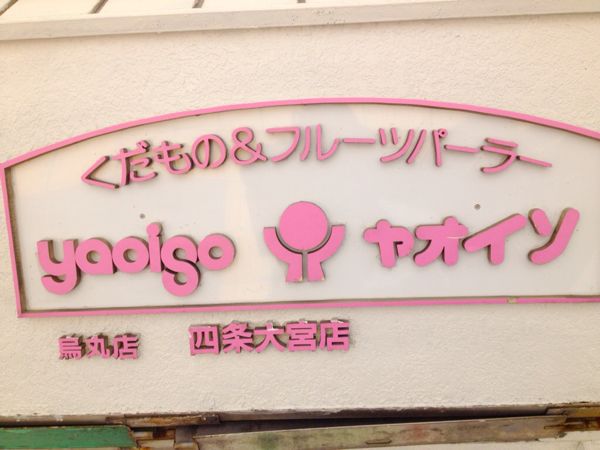 くだもの&フルーツパーラー
yaoiso ヤオイソ
烏丸店 四条大宮店